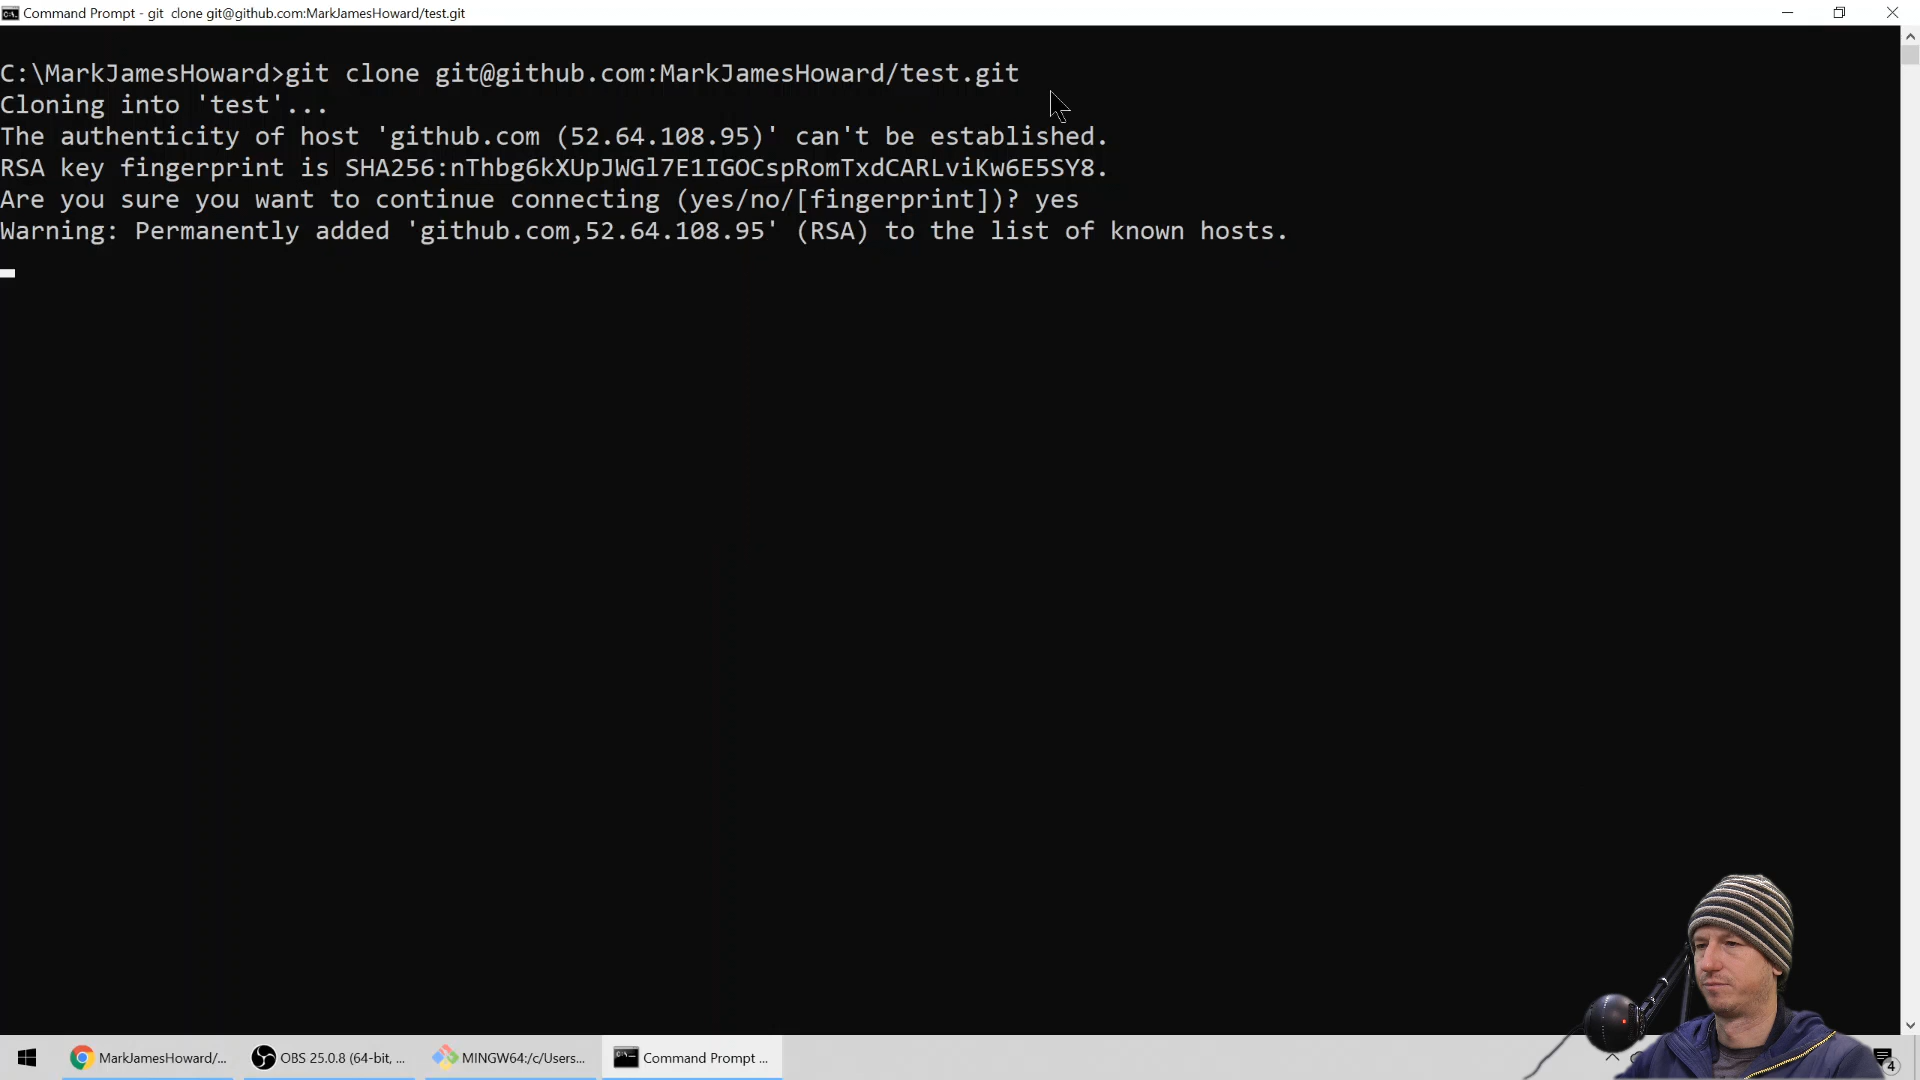 Command Prompt - git clone git@github.com:MarkJamesHoward/test.git
C:\MarkJamesHoward>git clone git@github.com:MarkJamesHoward/test.git
Cloning into 'test'...
The authenticity of host 'github.com (52.64.108.95)' can't be established.
RSA key fingerprint is SHA256:nThbg6kXUpJWGl7E1IGOCspRomTxdCARLviKw6E5SY8.
Are you sure you want to continue connecting (yes/no/[fingerprint])? yes
Warning: Permanently added 'github.com,52.64.108.95' (RSA) to the list of known hosts.
MarkJamesHoward/... OBS 25.0.8 (64-bit, ... MINGW64:/c/Users... Command Prompt ... 4